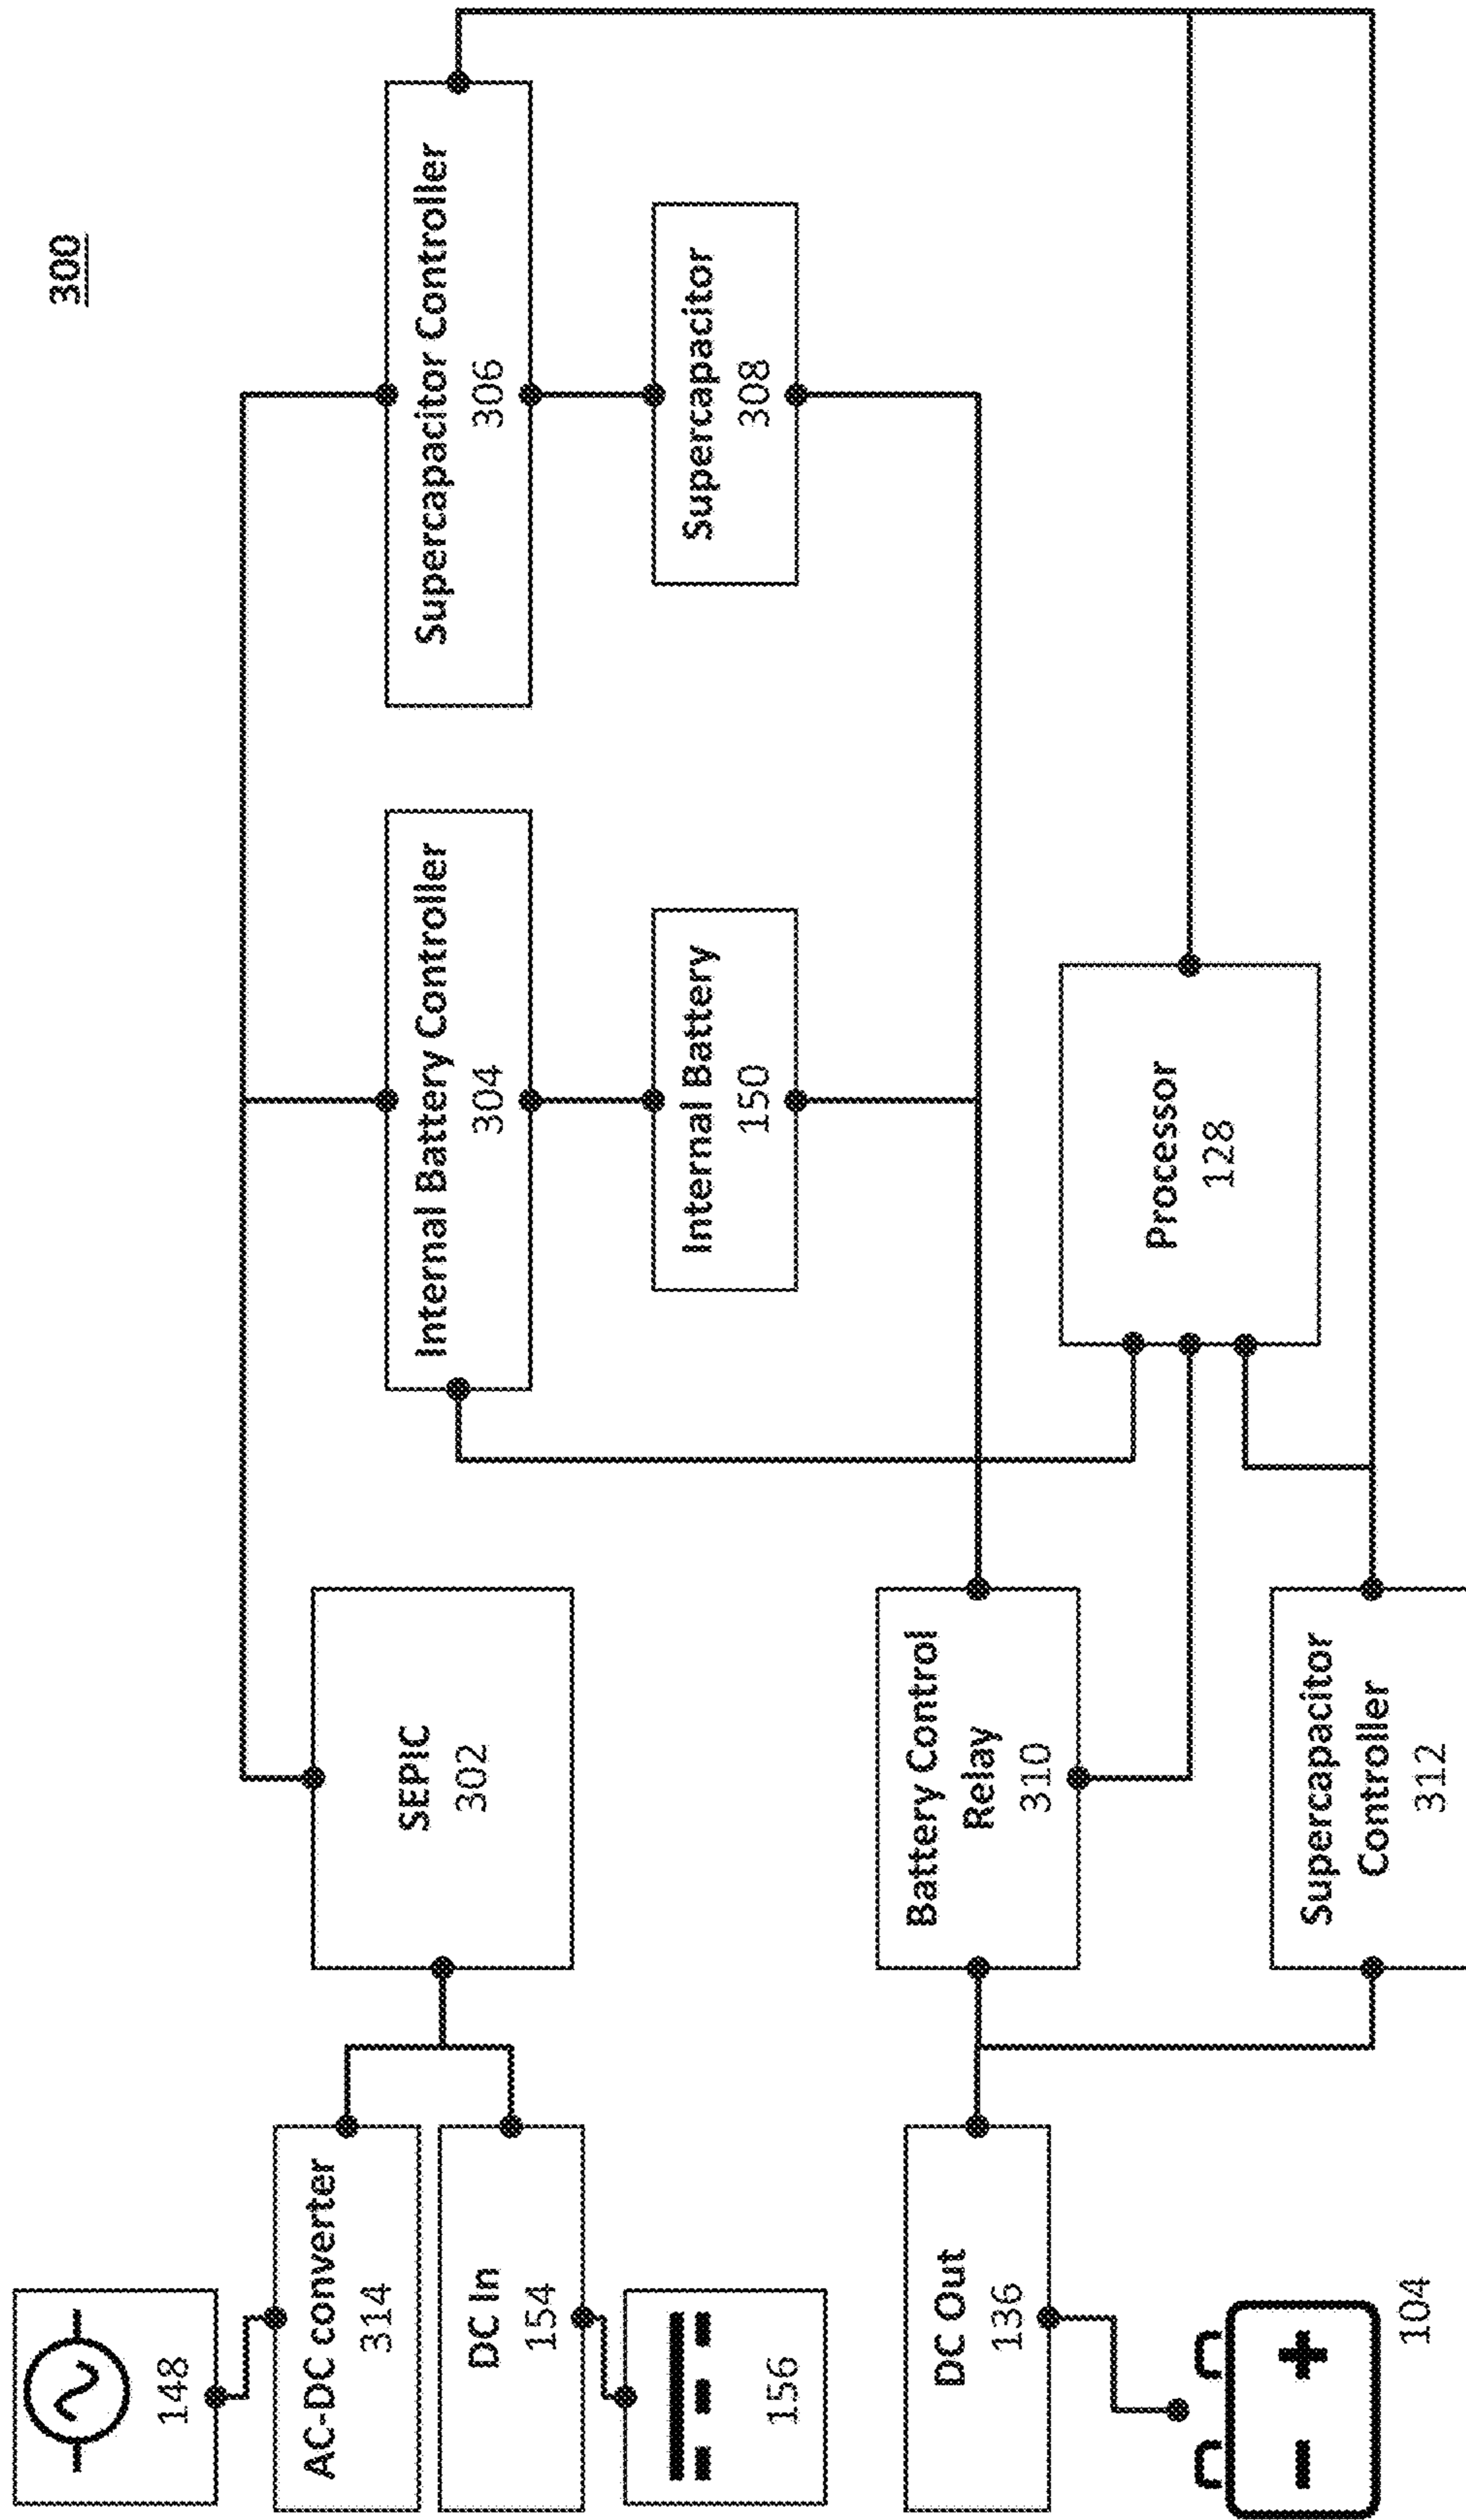 300
148
AC-DC converter
314
DC In
154
156
SEPIC
302
Internal Battery Controller
304
Internal Battery
150
Supercapacitor Controller
306
Supercapacitor
308
DC Out
136
104
− +
Battery Control
Relay
310
Supercapacitor
Controller
312
Processor
128